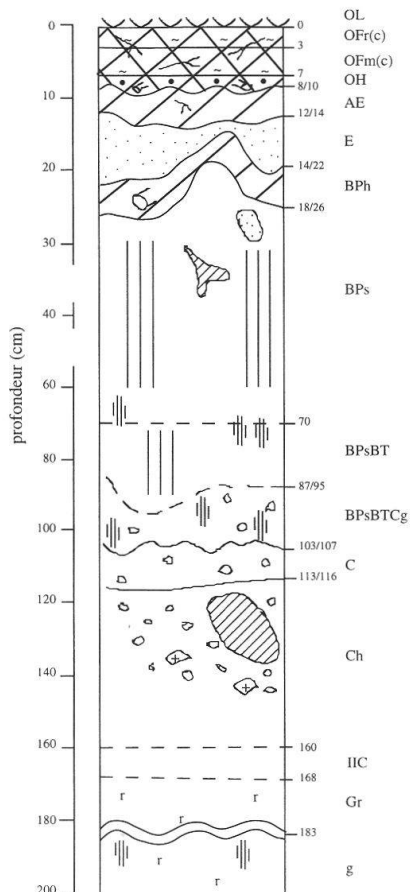 OL
0 0
OFr(c)
3
OFm(c)
7
OH
8/10
10
AE
12/14
E
14/22
20
BPh
18/26
30
BPs
40
profondeur (cm)
60
70
BPsBT
80
87/95
BPsBTCg
100
103/107
C
113/116
120
Ch
140
160 160
IIC
168
r r
Gr
r
180
183
r
g
r
200